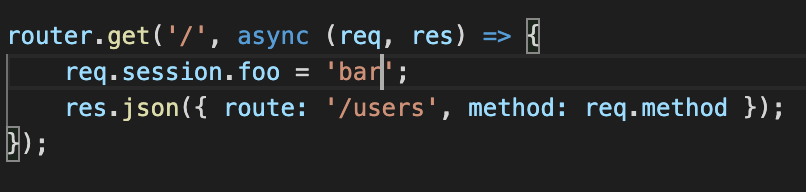 router.get('/', async (req, res) => {
    req.session.foo = 'bar';
    res.json({ route: '/users', method: req.method });
});